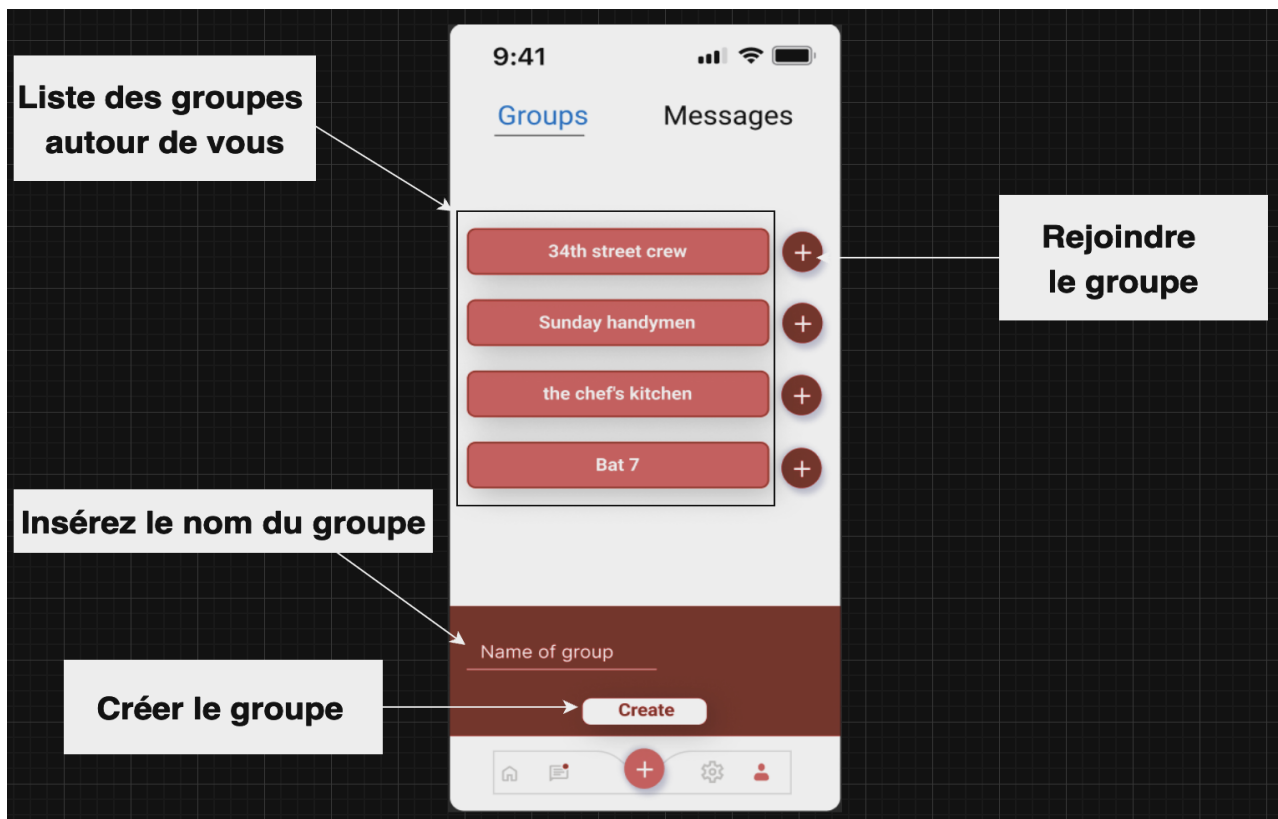 9:41
Liste des groupes
autour de vous
Groups
Messages
34th street crew
Rejoindre
le groupe
Sunday handymen
the chef's kitchen
Bat 7
Insérez le nom du groupe
Name of group
Créer le groupe
Create